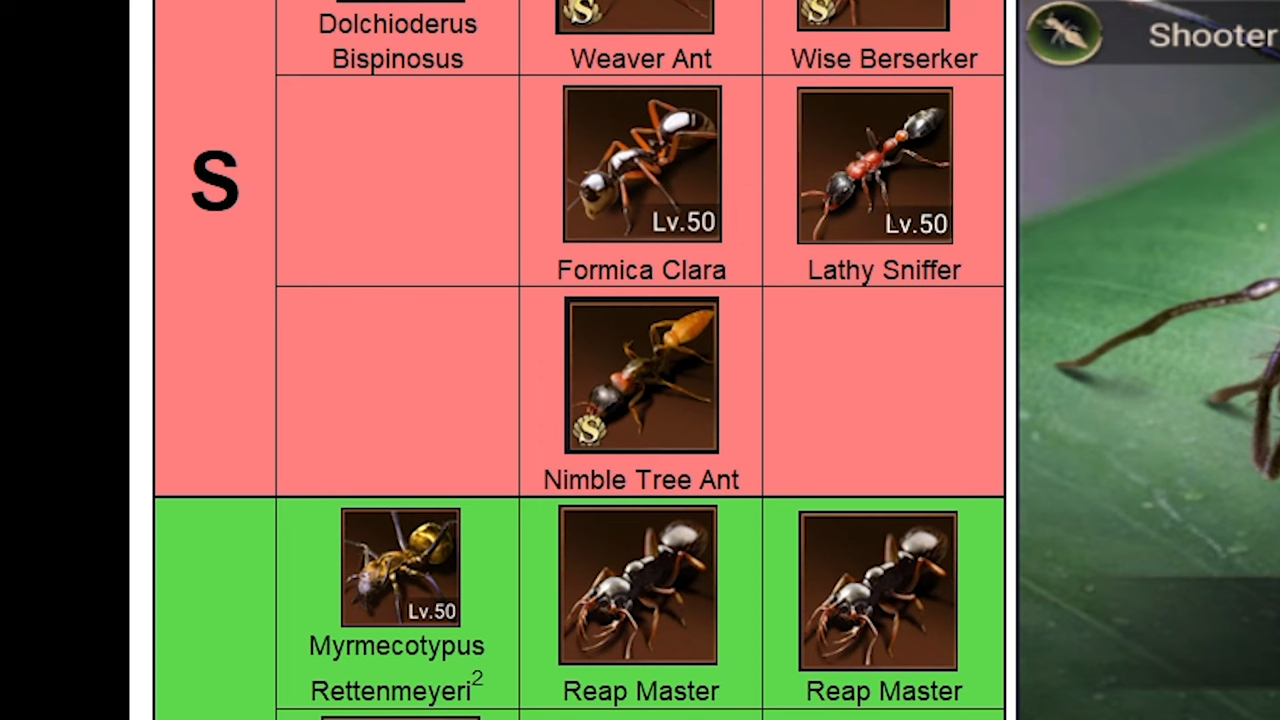 Dolchioderus
Bispinosus
S
Weaver Ant
S
Wise Berserker
Shooter
S
Lv.50
Formica Clara
Lv.50
Lathy Sniffer
S
Nimble Tree Ant
Lv.50
Myrmecotypus
Rettenmeyeri²
Reap Master
Reap Master